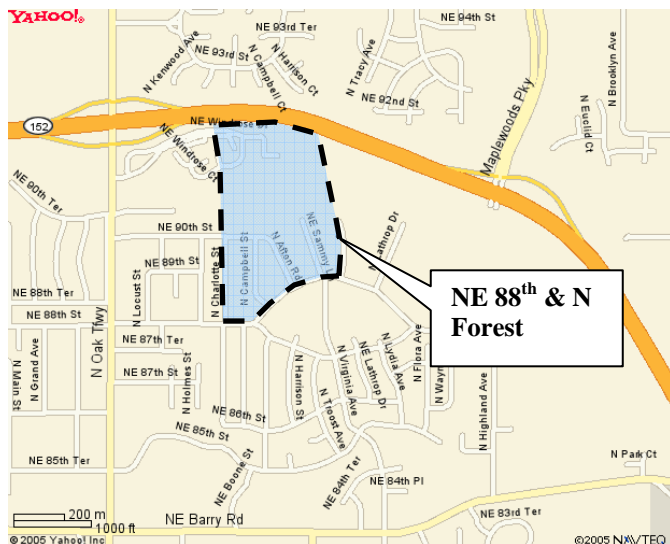 YAHOO!
N Kenwood Ave
NE 93rd Ter
NE 93rd St
N Harrison Ct
N Campbell Ct
N Tracy Ave
NE 94th St
NE 92nd St
Maplewoods Pky
N Euclid Ct
N Brooklyn Ave
152
NE Windrose Dr
NE Windrose Ct
NE 90th Ter
NE 90th St
NE 89th St
NE 88th Ter
NE 88th St
N Locust St
N Charlotte St
N Campbell St
N Afton Rd
NE Sammy L
N Lathrop Dr
NE 88th & N
Forest
NE 87th Ter
NE 87th St
N Main St
N Grand Ave
N Oak Tfwy
N Holmes St
N Harrison St
N Virginia Ave
NE Lathrop Dr
N Lydia Ave
N Flora Ave
N Wayn
N Highland Ave
NE 86th St
NE 85th St
N Troost Ave
NE 85th Ter
NE Boone St
NE 84th Ter
NE 84th Pl
N Park Ct
NE 83rd Ter
NE Barry Rd
200 m
1000 ft
©2005 Yahoo! Inc
©2005 NAVTEQ